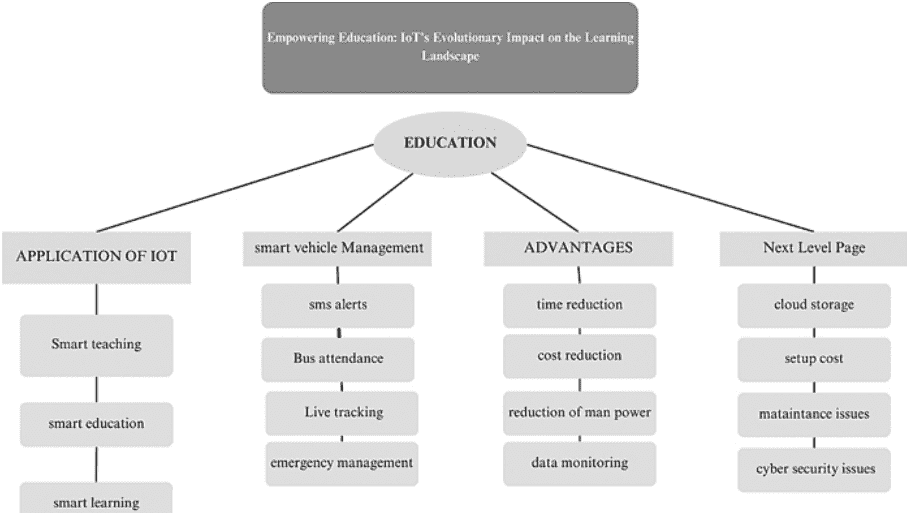 Empowering Education: IoT's Evolutionary Impact on the Learning
Landscape
EDUCATION
APPLICATION OF IOT
Smart teaching
smart education
smart learning
smart vehicle Management
sms alerts
Bus attendance
Live tracking
emergency management
ADVANTAGES
time reduction
cost reduction
reduction of man power
data monitoring
Next Level Page
cloud storage
setup cost
mataintance issues
cyber security issues